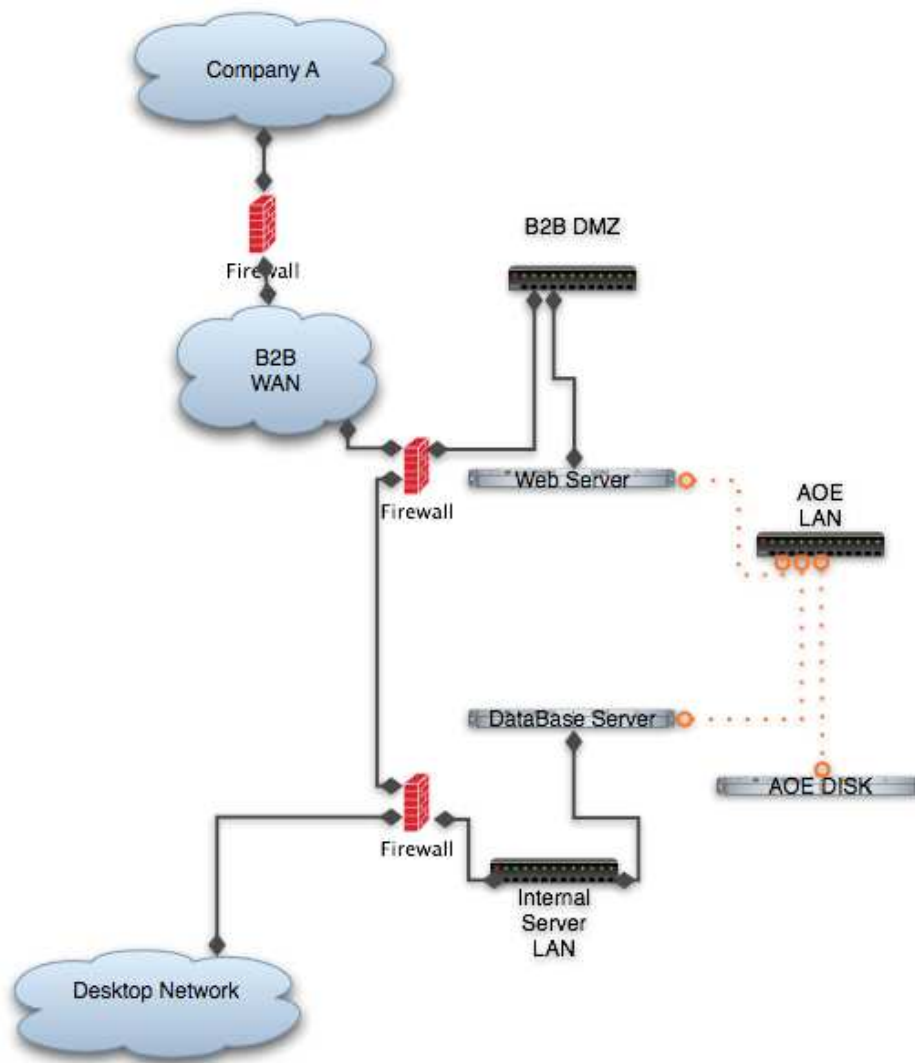 Company A
Firewall
B2B DMZ
B2B
WAN
Firewall
Web Server
AOE
LAN
DataBase Server
AOE DISK
Firewall
Internal
Server
LAN
Desktop Network